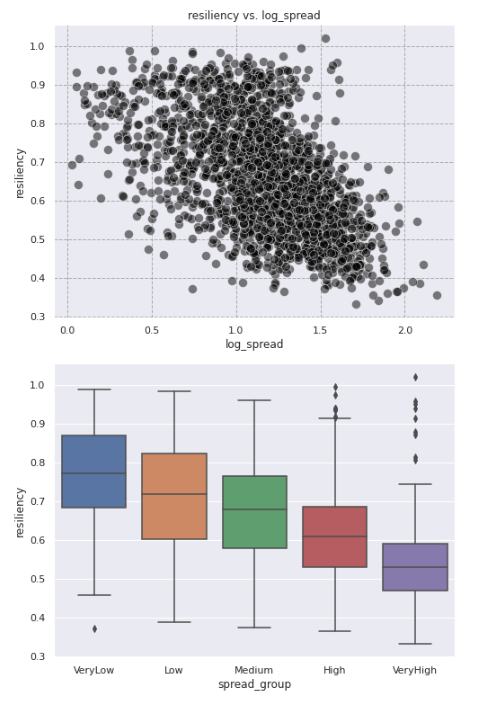 resiliency vs. log_spread
1.0
0.9
0.8
0.7
0.6
0.5
0.4
0.3
resiliency
0.0 0.5 1.0 1.5 2.0
log_spread
1.0
0.9
0.8
0.7
0.6
0.5
0.4
0.3
resiliency
VeryLow Low Medium High VeryHigh
spread_group